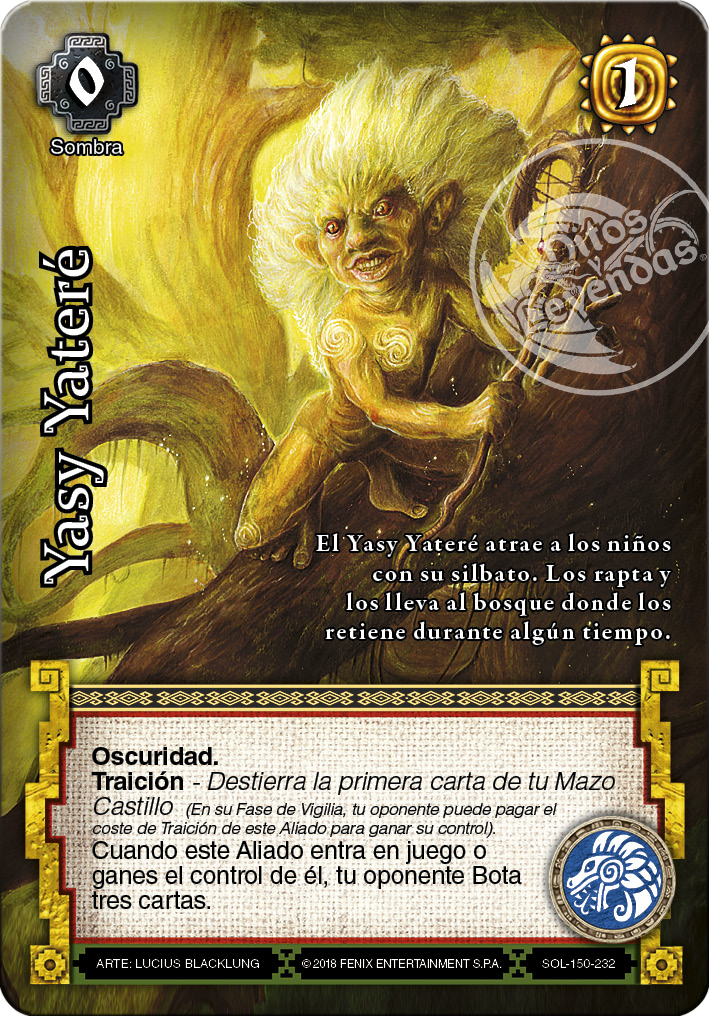 0
1
Sombra
Mitos
y
Leyendas
Yasy Yateré
El Yasy Yateré atrae a los niños
con su silbato. Los rapta y
los lleva al bosque donde los
retiene durante algún tiempo.
Oscuridad.
Traición - Destierra la primera carta de tu Mazo
Castillo (En su Fase de Vigilia, tu oponente puede pagar el
coste de Traición de este Aliado para ganar su control).
Cuando este Aliado entra en juego o
ganes el control de él, tu oponente Bota
tres cartas.
ARTE: LUCIUS BLACKLUNG © 2018 FENIX ENTERTAINMENT S.P.A. SOL-150-232